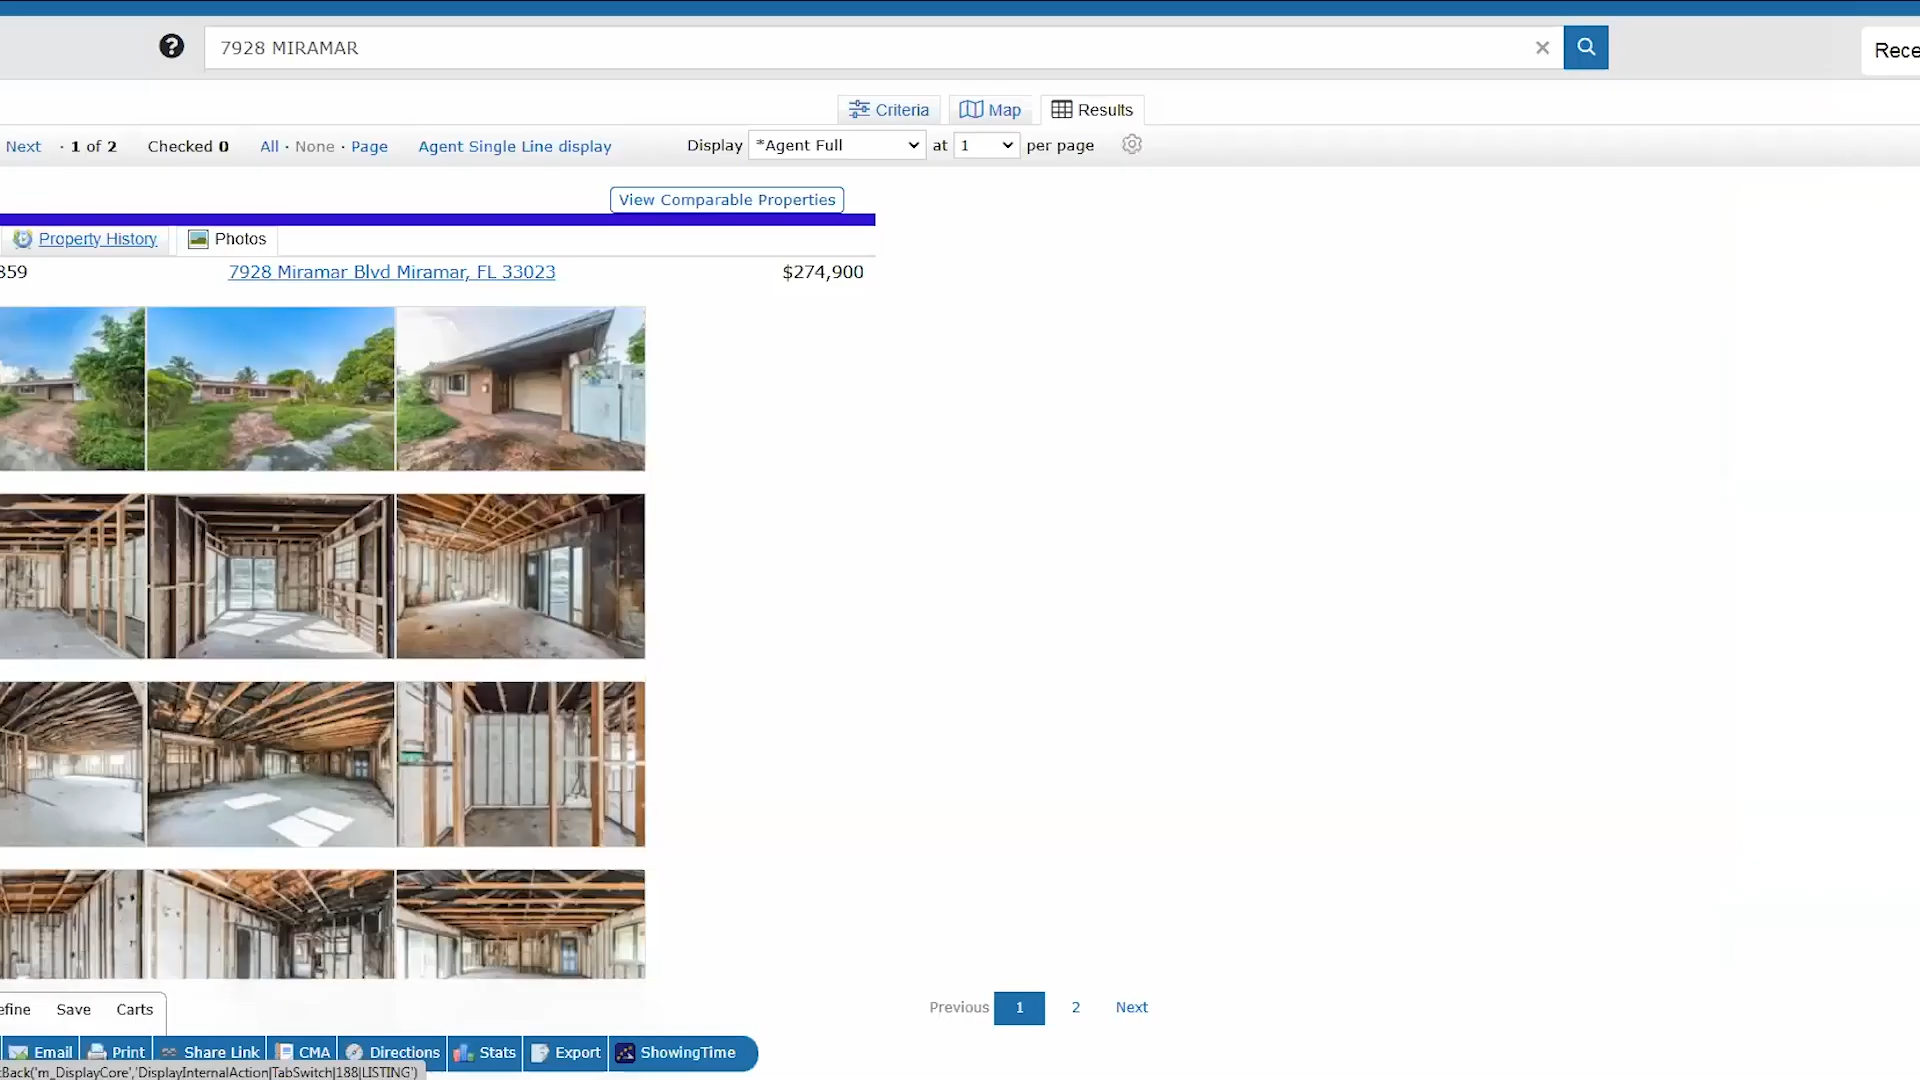 7928 MIRAMAR
Rece
Criteria Map Results
Next · 1 of 2 Checked 0 All · None · Page Agent Single Line display Display *Agent Full at 1 per page
View Comparable Properties
Property History Photos
859 7928 Miramar Blvd Miramar, FL 33023 $274,900
efine Save Carts
Previous 1 2 Next
Email Print Share Link CMA Directions Stats Export ShowingTime
tBack('m_DisplayCore','DisplayInternalAction|TabSwitch|188|LISTING')